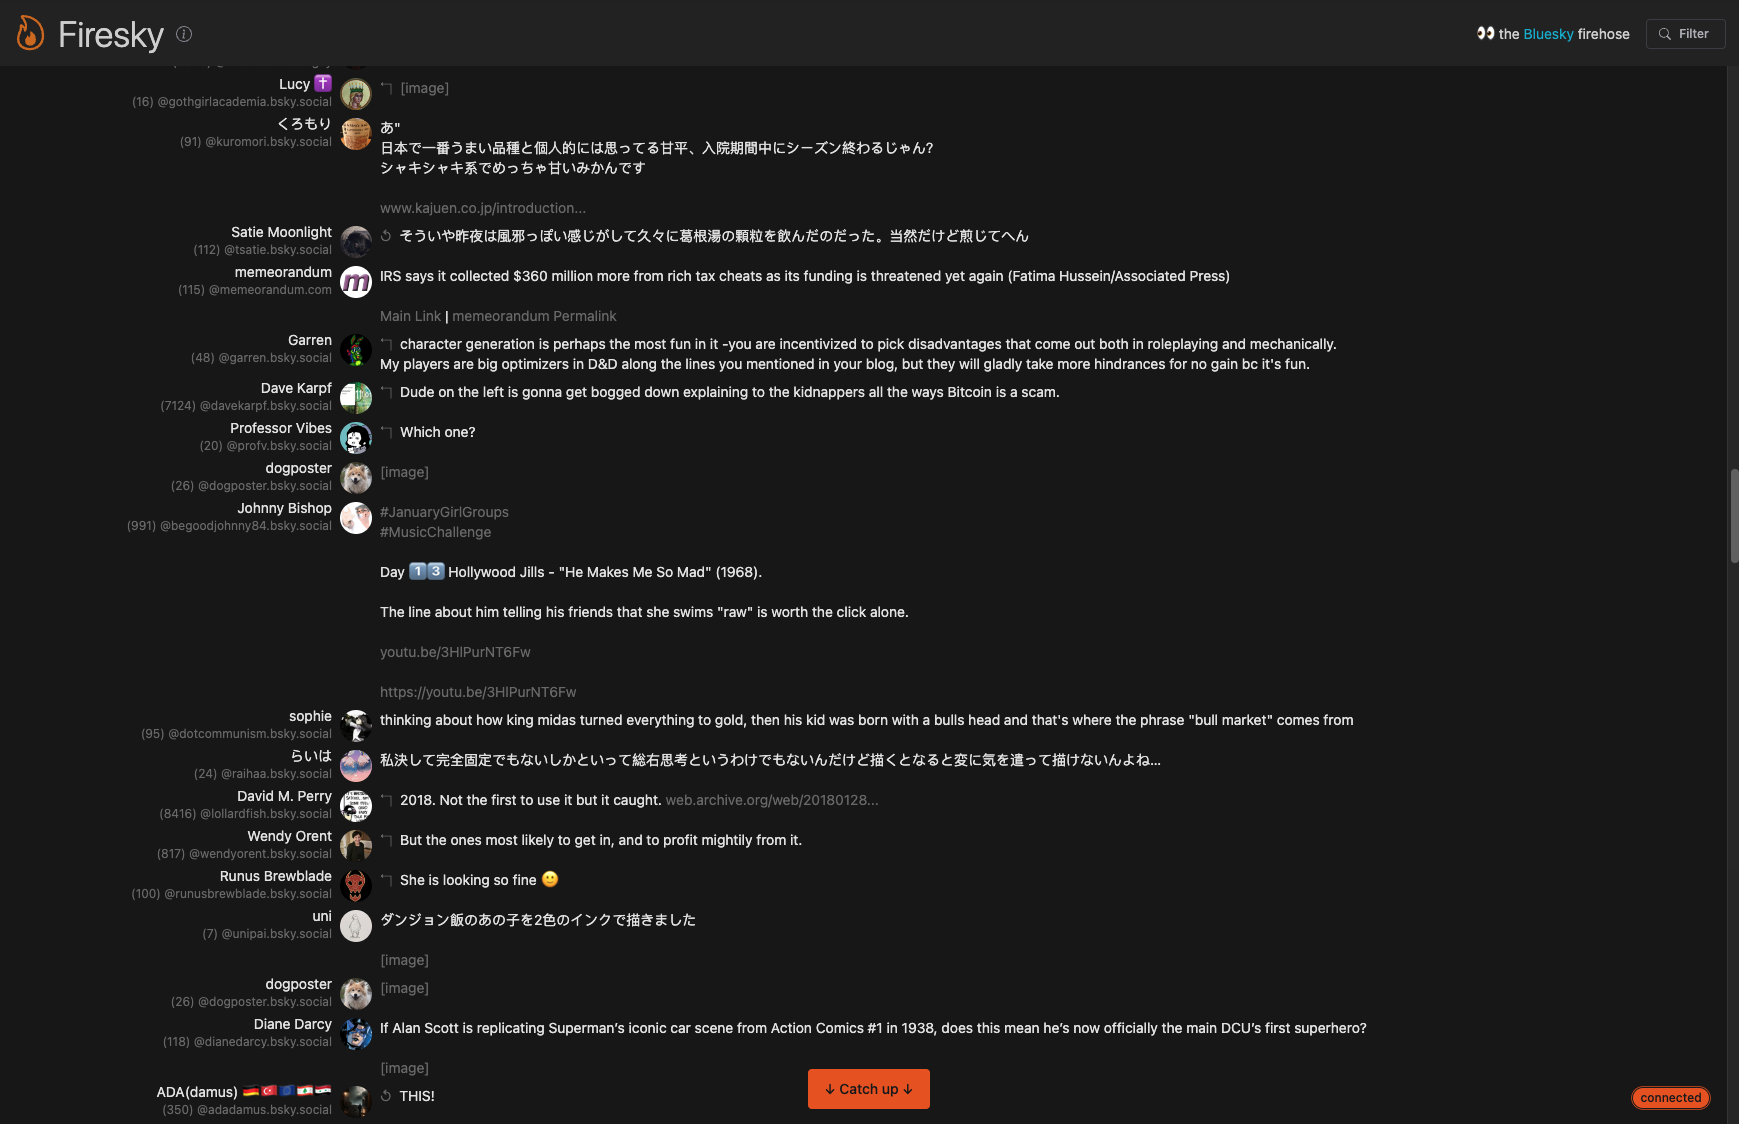 Firesky
👀 the Bluesky firehose
Filter
Lucy ✝️
(16) @gothgirlacademia.bsky.social
[image]
くろもり
(91) @kuromori.bsky.social
あ"
日本で一番うまい品種と個人的には思ってる甘平、入院期間中にシーズン終わるじゃん?
シャキシャキ系でめっちゃ甘いみかんです
www.kajuen.co.jp/introduction...
Satie Moonlight
(112) @tsatie.bsky.social
そういや昨夜は風邪っぽい感じがして久々に葛根湯の顆粒を飲んだのだった。当然だけど煎じてへん
memeorandum
(115) @memeorandum.com
IRS says it collected $360 million more from rich tax cheats as its funding is threatened yet again (Fatima Hussein/Associated Press)
Main Link | memeorandum Permalink
Garren
(48) @garren.bsky.social
character generation is perhaps the most fun in it -you are incentivized to pick disadvantages that come out both in roleplaying and mechanically.
My players are big optimizers in D&D along the lines you mentioned in your blog, but they will gladly take more hindrances for no gain bc it's fun.
Dave Karpf
(7124) @davekarpf.bsky.social
Dude on the left is gonna get bogged down explaining to the kidnappers all the ways Bitcoin is a scam.
Professor Vibes
(20) @profv.bsky.social
Which one?
dogposter
(26) @dogposter.bsky.social
[image]
Johnny Bishop
(991) @begoodjohnny84.bsky.social
#JanuaryGirlGroups
#MusicChallenge
Day 1️⃣3️⃣ Hollywood Jills - "He Makes Me So Mad" (1968).
The line about him telling his friends that she swims "raw" is worth the click alone.
youtu.be/3HlPurNT6Fw
https://youtu.be/3HlPurNT6Fw
sophie
(95) @dotcommunism.bsky.social
thinking about how king midas turned everything to gold, then his kid was born with a bulls head and that's where the phrase "bull market" comes from
らいは
(24) @raihaa.bsky.social
私決して完全固定でもないしかといって総右思考というわけでもないんだけど描くとなると変に気を遣って描けないんよね...
David M. Perry
(8416) @lollardfish.bsky.social
2018. Not the first to use it but it caught. web.archive.org/web/20180128...
Wendy Orent
(817) @wendyorent.bsky.social
But the ones most likely to get in, and to profit mightily from it.
Runus Brewblade
(100) @runusbrewblade.bsky.social
She is looking so fine 🙂
uni
(7) @unipai.bsky.social
ダンジョン飯のあの子を2色のインクで描きました
[image]
dogposter
(26) @dogposter.bsky.social
[image]
Diane Darcy
(118) @dianedarcy.bsky.social
If Alan Scott is replicating Superman’s iconic car scene from Action Comics #1 in 1938, does this mean he’s now officially the main DCU’s first superhero?
[image]
ADA(damus) 🇩🇪🇹🇷🇪🇺🇱🇧🇸🇾
(350) @adadamus.bsky.social
THIS!
↓ Catch up ↓
connected